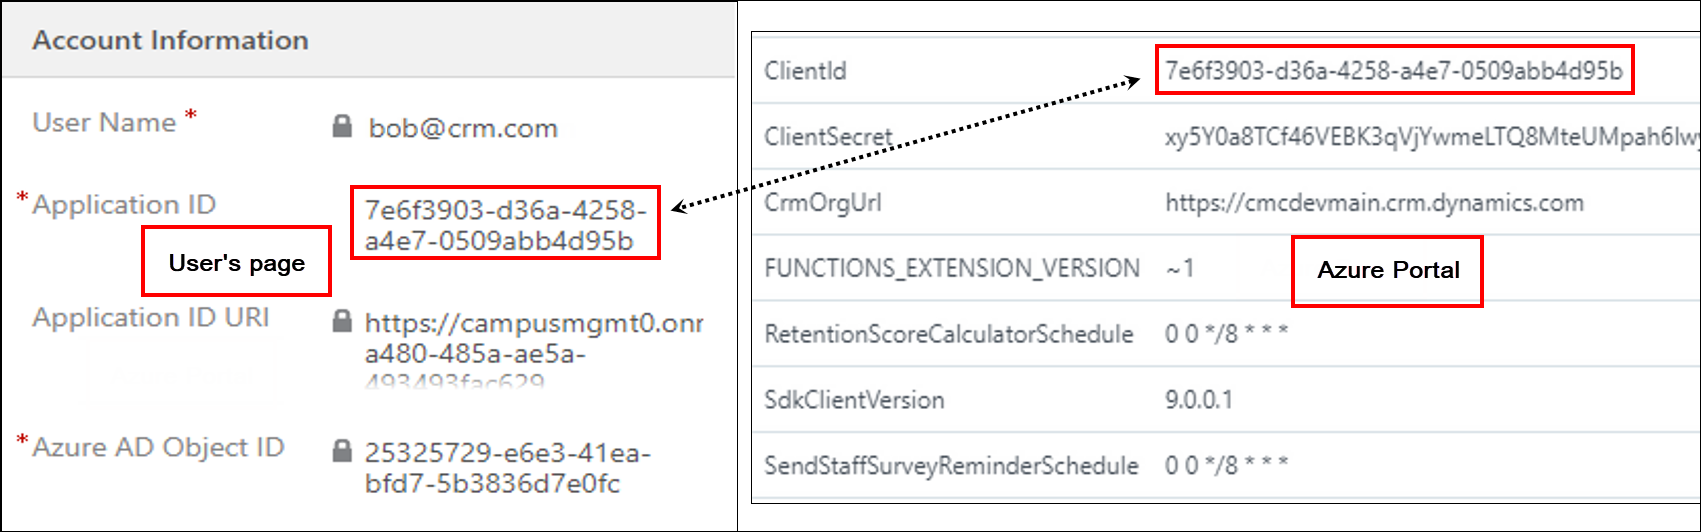 Account Information
User Name *
bob@crm.com
* Application ID
7e6f3903-d36a-4258-
a4e7-0509abb4d95b
User's page
Application ID URI
https://campusmgmt0.onr
a480-485a-ae5a-
493493fac629
* Azure AD Object ID
25325729-e6e3-41ea-
bfd7-5b3836d7e0fc
ClientId
7e6f3903-d36a-4258-a4e7-0509abb4d95b
ClientSecret
xy5Y0a8TCf46VEBK3qVjYwmeLTQ8MteUMpah6lwy
CrmOrgUrl
https://cmcdevmain.crm.dynamics.com
FUNCTIONS_EXTENSION_VERSION
~1
Azure Portal
RetentionScoreCalculatorSchedule
0 0 */8 * * *
SdkClientVersion
9.0.0.1
SendStaffSurveyReminderSchedule
0 0 */8 * * *